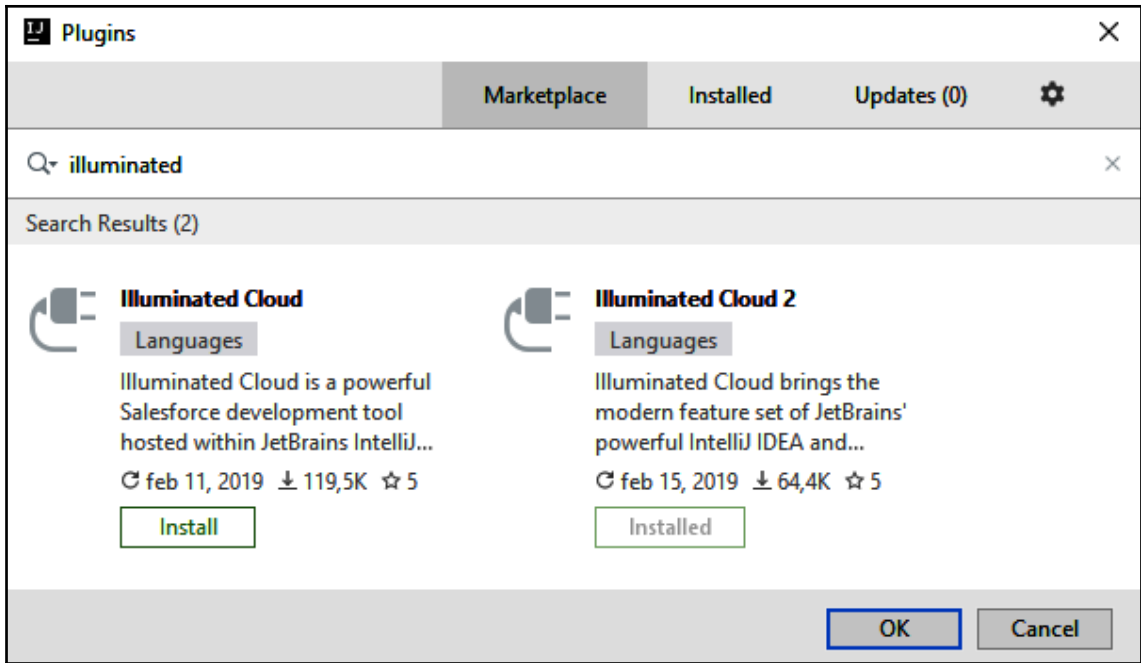 IJ Plugins
Marketplace Installed Updates (0)
illuminated
Search Results (2)
Illuminated Cloud
Languages
Illuminated Cloud is a powerful
Salesforce development tool
hosted within JetBrains IntelliJ...
feb 11, 2019 119,5K 5
Install
Illuminated Cloud 2
Languages
Illuminated Cloud brings the
modern feature set of JetBrains'
powerful IntelliJ IDEA and...
feb 15, 2019 64,4K 5
Installed
OK Cancel